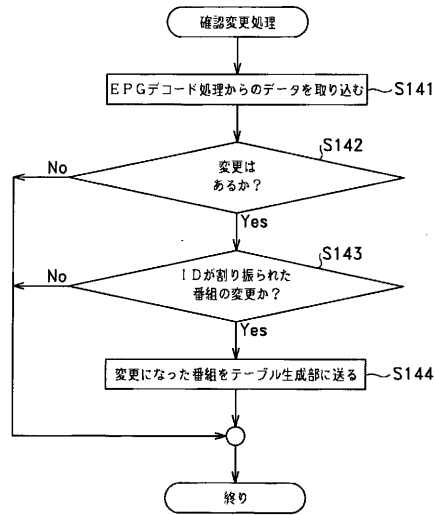 確認変更処理
EPGデコード処理からのデータを取り込む
S141
S142
変更は
あるか?
No
Yes
S143
IDが割り振られた
番組の変更か?
No
Yes
変更になった番組をテーブル生成部に送る
S144
終り